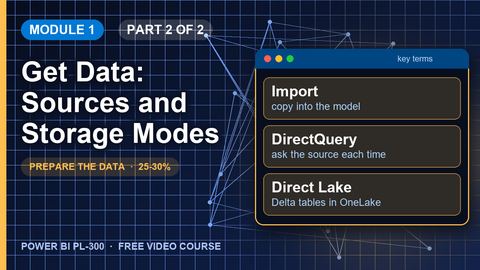 MODULE 1
PART 2 OF 2
Get Data:
Sources and
Storage Modes
PREPARE THE DATA · 25-30%
POWER BI PL-300 · FREE VIDEO COURSE
key terms
Import
copy into the model
DirectQuery
ask the source each time
Direct Lake
Delta tables in OneLake